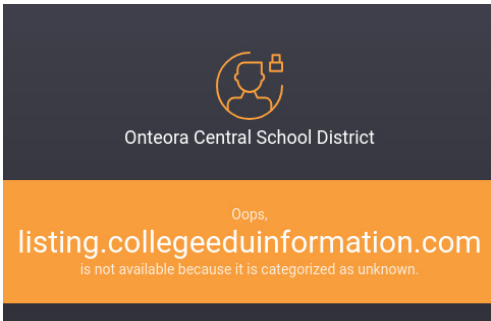 Onteora Central School District
Oops,
listing.collegeeduinformation.com
is not available because it is categorized as unknown.